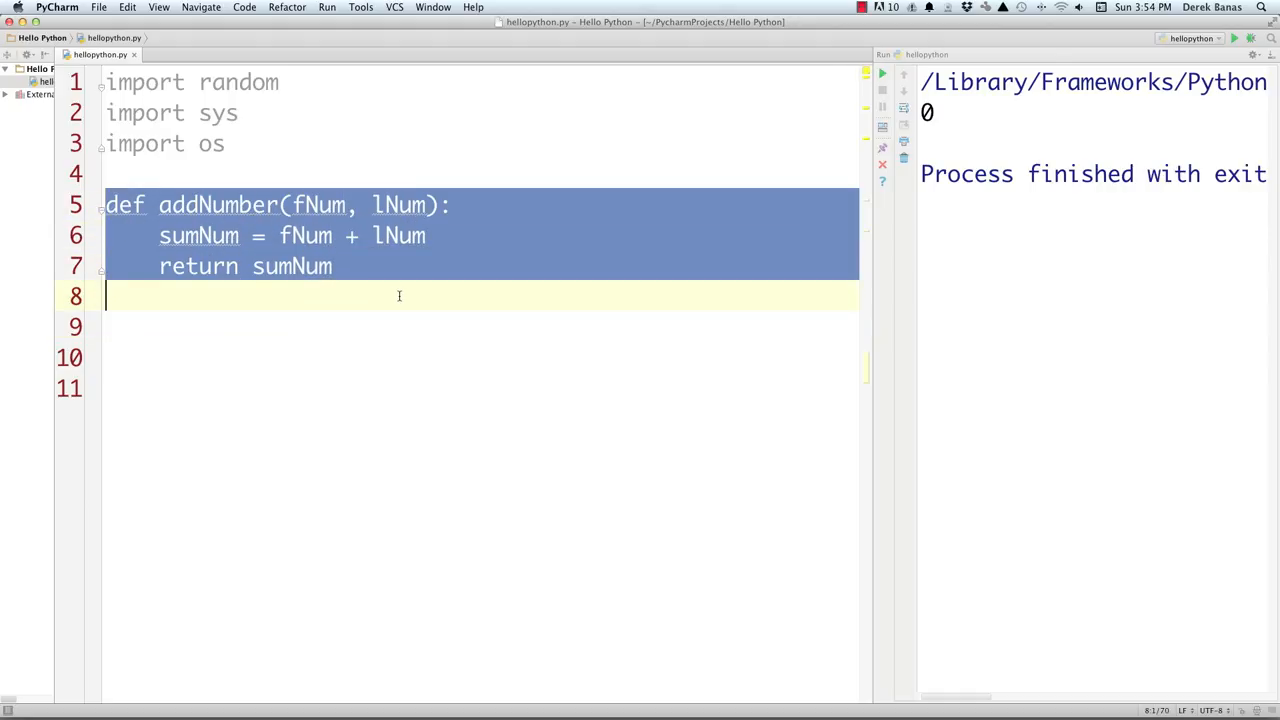 PyCharm File Edit View Navigate Code Refactor Run Tools VCS Window Help 10 Sun 3:54 PM Derek Banas
hellopython.py – Hello Python – [~/PycharmProjects/Hello Python]
Hello Python hellopython.py hellopython
hellopython.py Run hellopython
Hello P
hell
Externa
1 import random
2 import sys
3 import os
4
5 def addNumber(fNum, lNum):
6 sumNum = fNum + lNum
7 return sumNum
8
9
10
11
/Library/Frameworks/Python
0
Process finished with exit
8:1/70 LF UTF-8